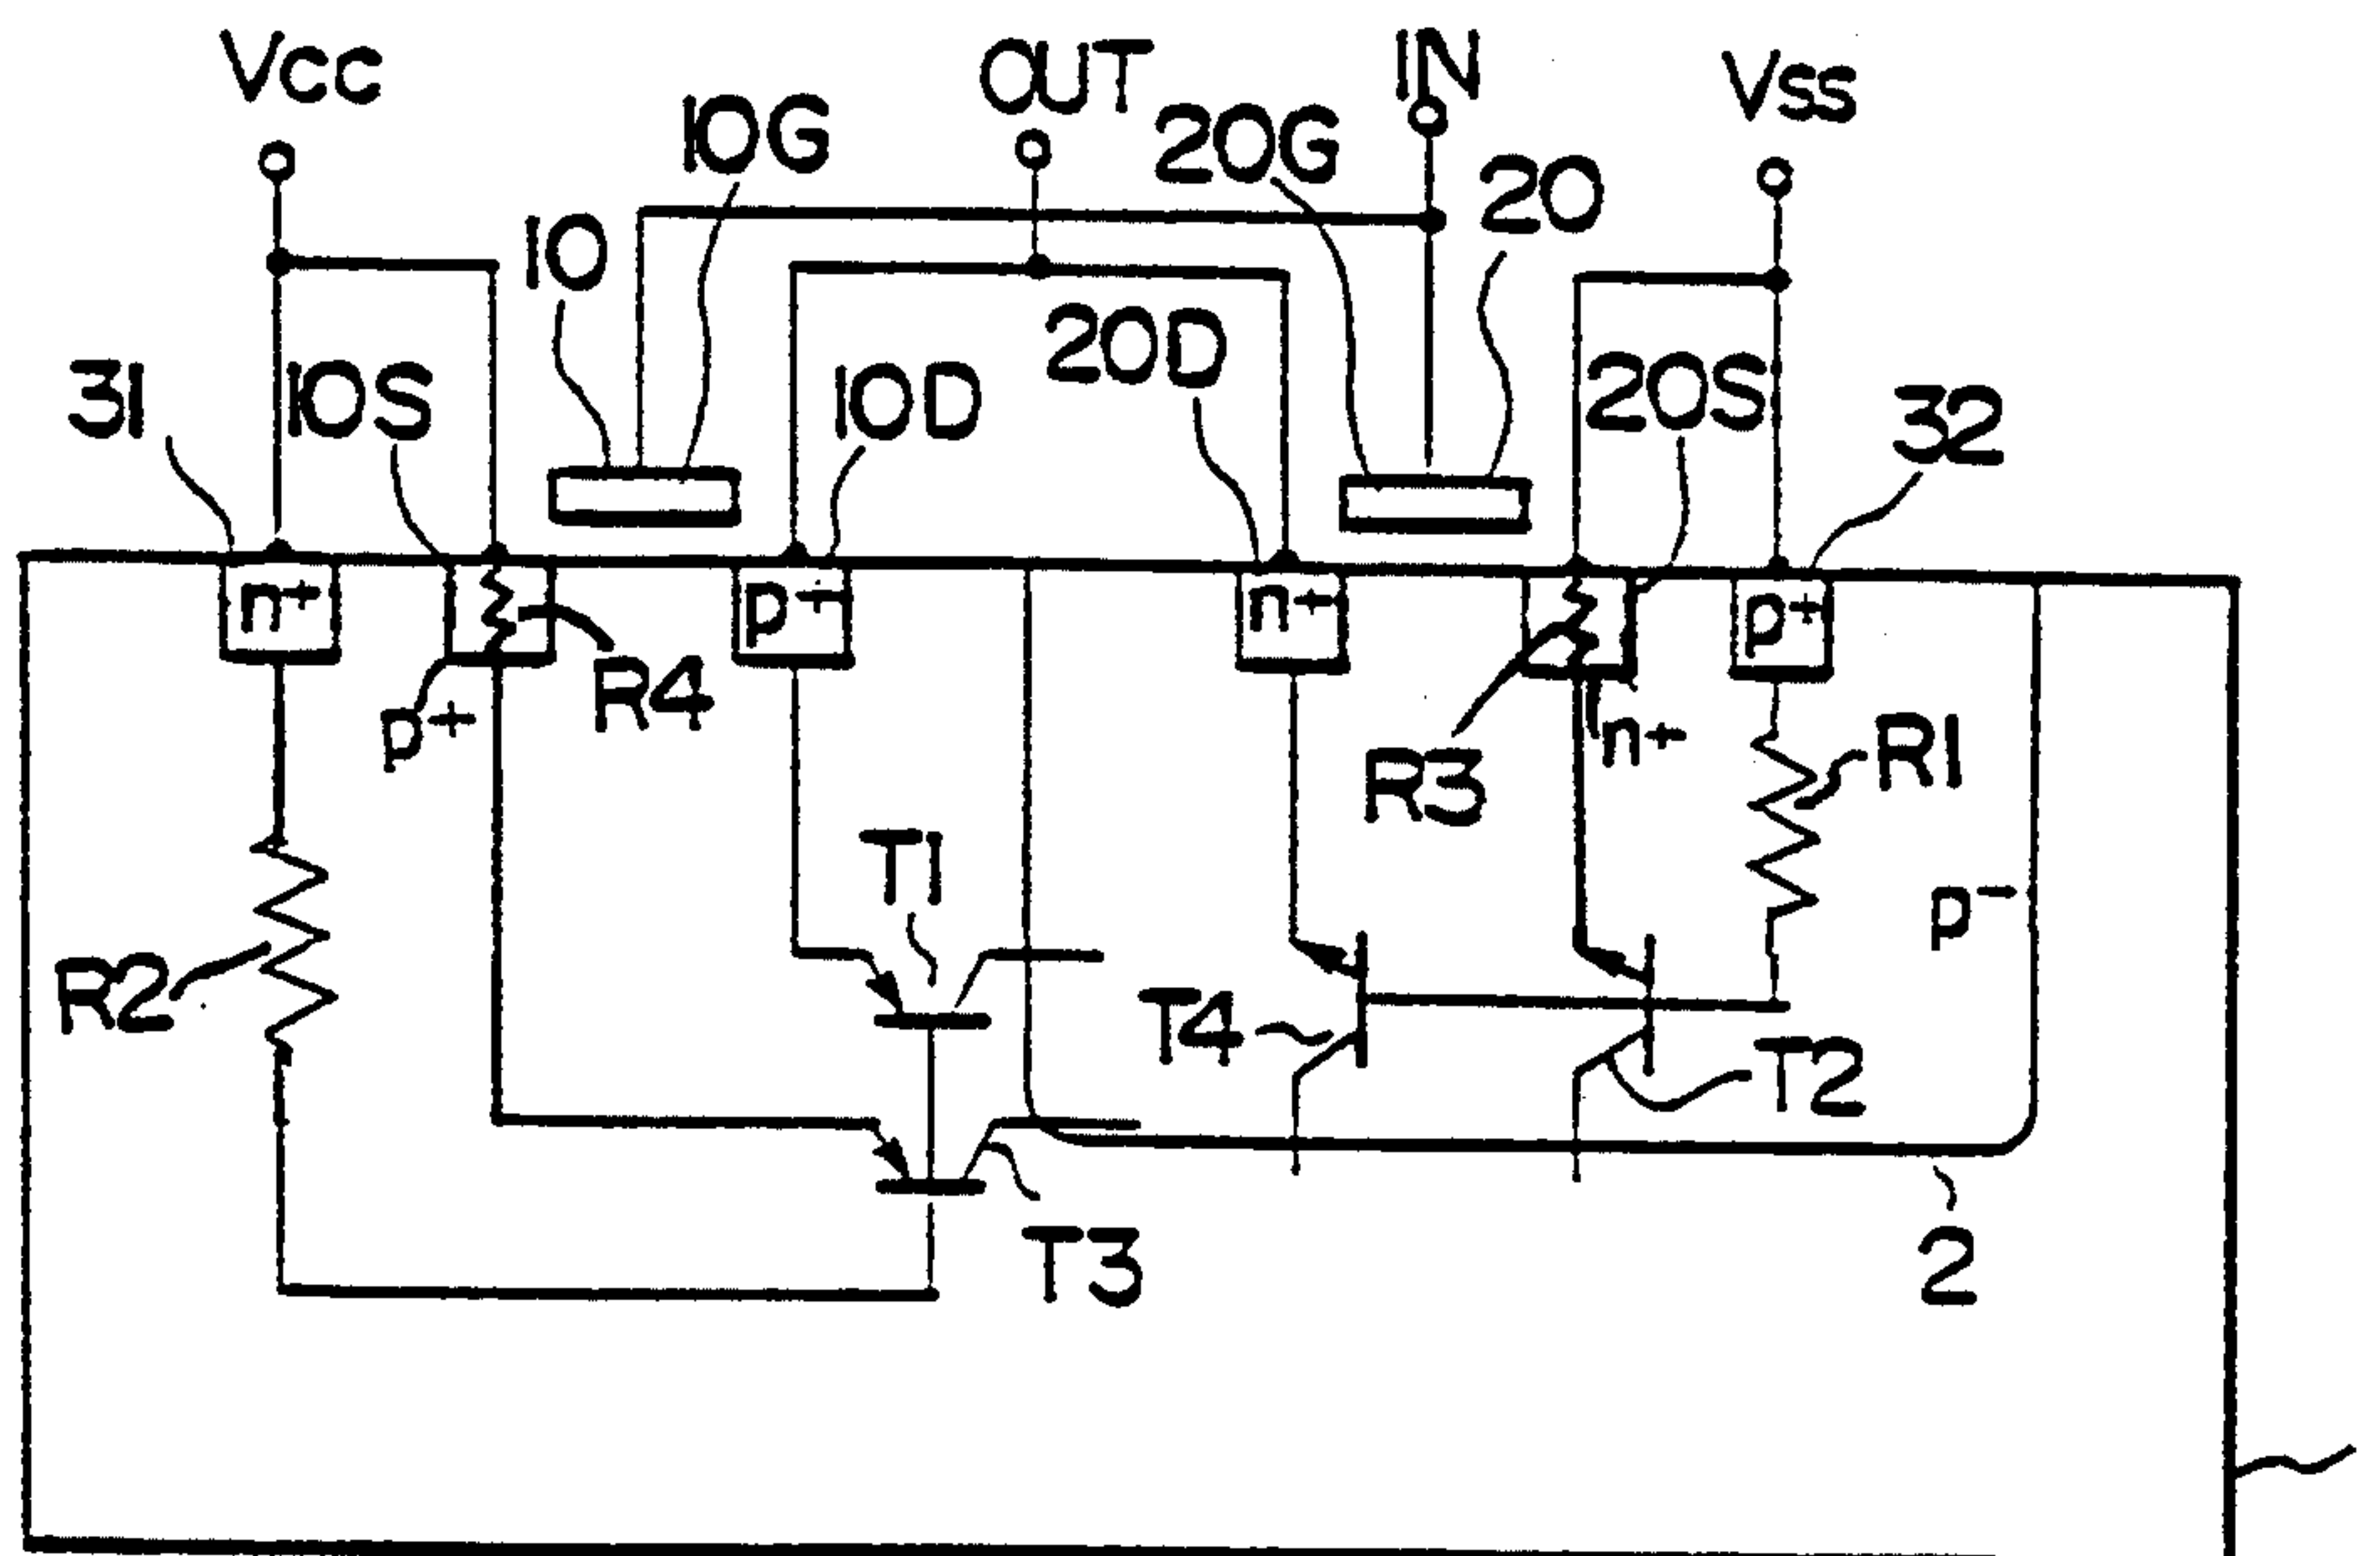 Vcc
OUT
IN
Vss
10G
20G
20
10
20D
31
10S
10D
20S
32
n+
p+
n+
p+
R4
p+
n+
R3
R1
T1
p-
R2
T4
T2
T3
2